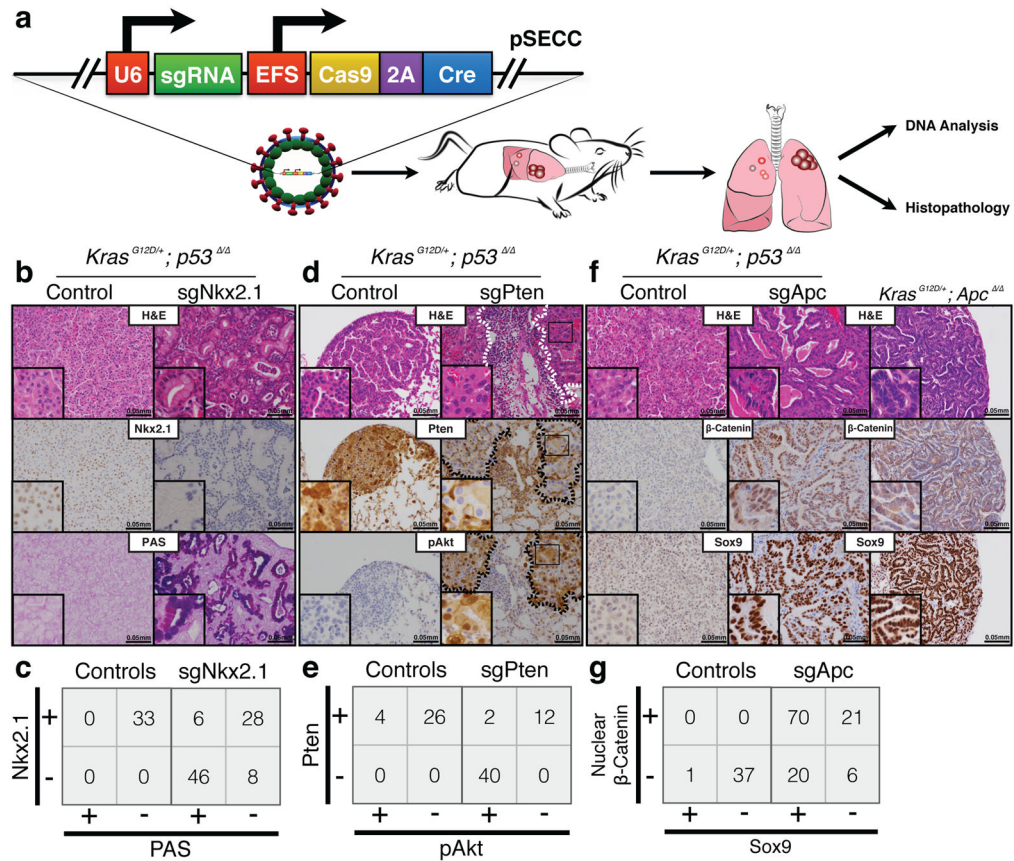 a
pSECC
U6 sgRNA EFS Cas9 2A Cre
DNA Analysis
Histopathology
b
Kras G12D/+; p53 Δ/Δ
Control sgNkx2.1
H&E
0.05mm 0.05mm
Nkx2.1
0.05mm 0.05mm
PAS
0.05mm 0.05mm
d
Kras G12D/+; p53 Δ/Δ
Control sgPten
H&E
0.05mm 0.05mm
Pten
0.05mm 0.05mm
pAkt
0.05mm 0.05mm
f
Kras G12D/+; p53 Δ/Δ
Control sgApc Kras G12D/+; Apc Δ/Δ
H&E H&E
0.05mm 0.05mm 0.05mm
β-Catenin β-Catenin
0.05mm 0.05mm 0.05mm
Sox9 Sox9
0.05mm 0.05mm 0.05mm
c
Controls sgNkx2.1
Nkx2.1
+ 0 33 6 28
- 0 0 46 8
+ - + -
PAS
e
Controls sgPten
Pten
+ 4 26 2 12
- 0 0 40 0
+ - + -
pAkt
g
Controls sgApc
Nuclear
β-Catenin
+ 0 0 70 21
- 1 37 20 6
+ - + -
Sox9